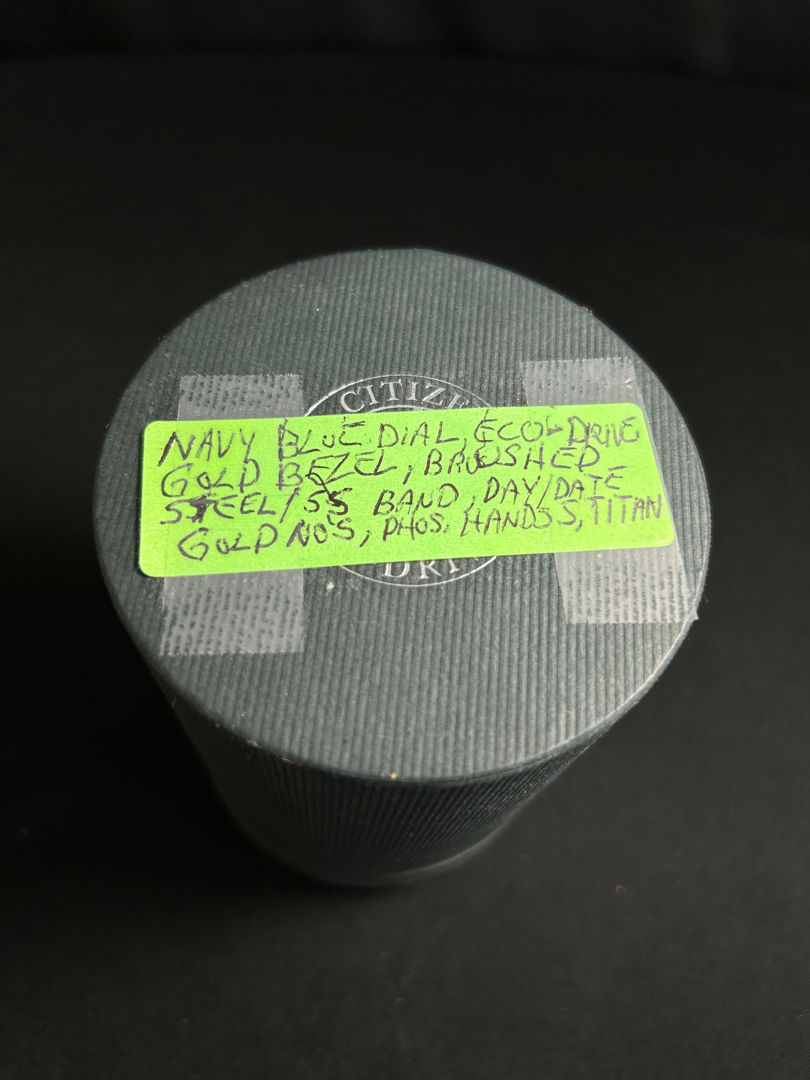 CITIZE
NAVY BLUE DIAL, ECO-DRIVE
GOLD BEZEL, BRUSHED
STEEL/SS BAND, DAY/DATE
GOLD NO'S, PHOS. HANDS S, TITAN
DRI